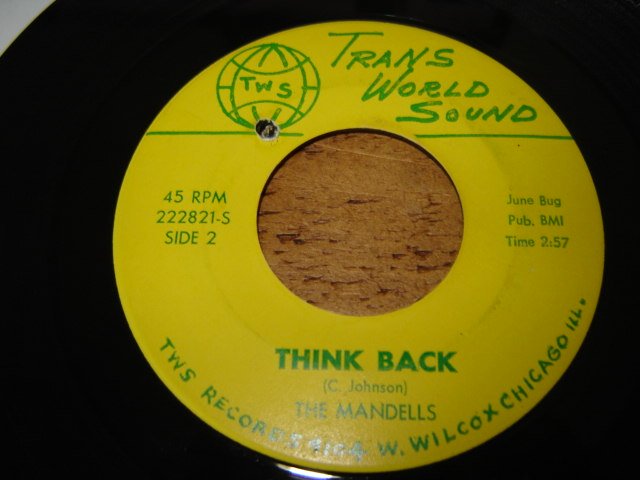 TWS
TRANS
WORLD
SOUND
45 RPM
222821-S
SIDE 2
June Bug
Pub. BMI
Time 2:57
THINK BACK
(C. Johnson)
THE MANDELLS
TWS RECORDS W. WILCOX CHICAGO ILL.